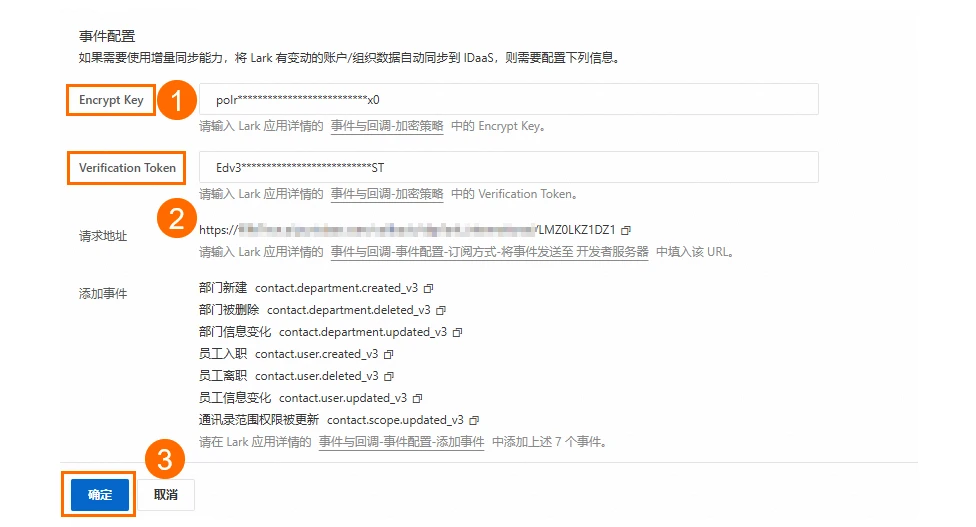 事件配置
如果需要使用增量同步能力，将 Lark 有变动的账户/组织数据自动同步到 IDaaS，则需要配置下列信息。
Encrypt Key 1 polr**************************x0
请输入 Lark 应用详情的 事件与回调-加密策略 中的 Encrypt Key。
Verification Token Edv3**************************ST
请输入 Lark 应用详情的 事件与回调-加密策略 中的 Verification Token。
2
请求地址 https:// /LMZ0LKZ1DZ1
请输入 Lark 应用详情的 事件与回调-事件配置-订阅方式-将事件发送至 开发者服务器 中填入该 URL。
添加事件 部门新建 contact.department.created_v3
部门被删除 contact.department.deleted_v3
部门信息变化 contact.department.updated_v3
员工入职 contact.user.created_v3
员工离职 contact.user.deleted_v3
员工信息变化 contact.user.updated_v3
通讯录范围权限被更新 contact.scope.updated_v3
请在 Lark 应用详情的 事件与回调-事件配置-添加事件 中添加上述 7 个事件。
3
确定 取消